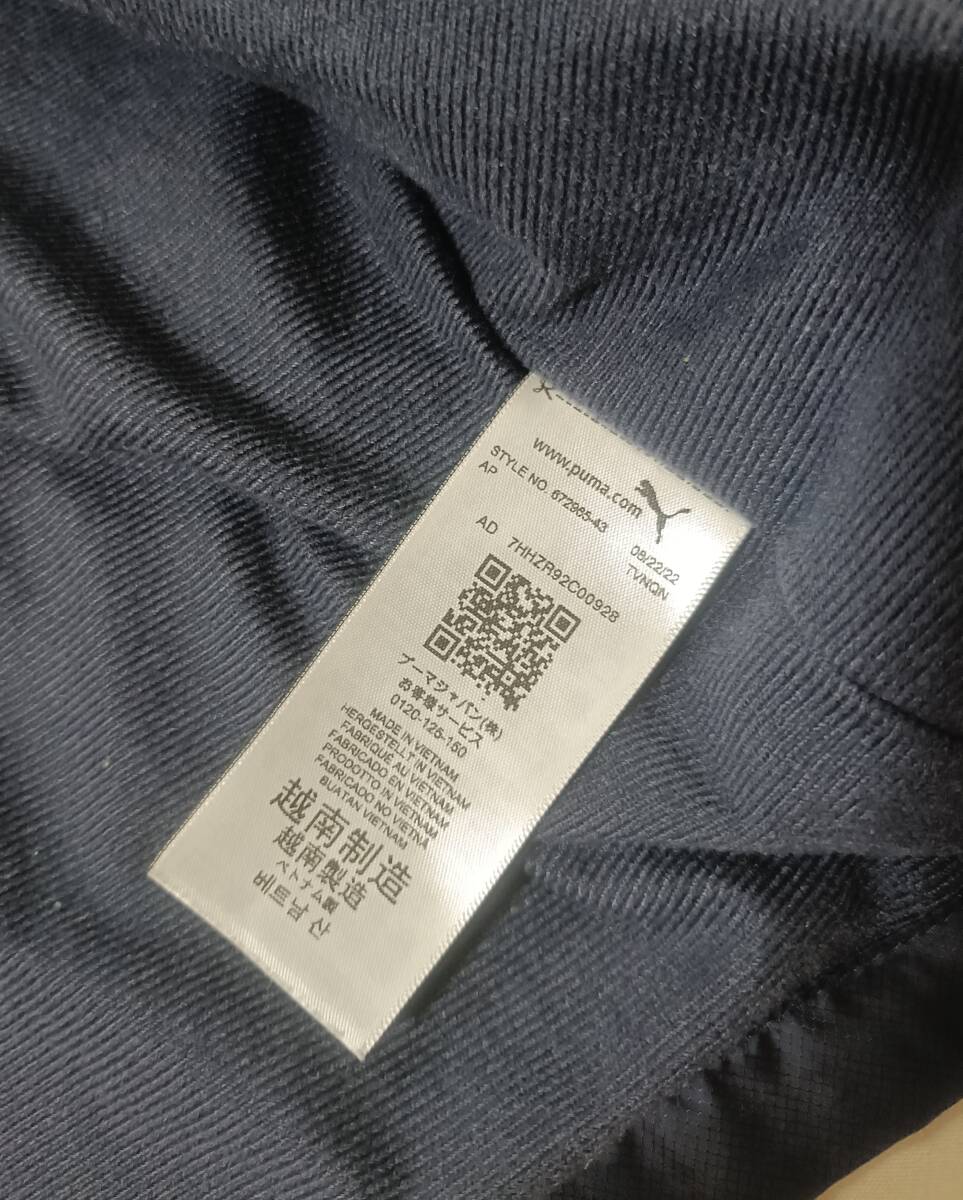 www.puma.com
STYLE NO. 672965-43
08/22/22
AP
TVNQN
AD 7HHZR92C00928
プーマジャパン(株)
お客様サービス
0120-125-150
MADE IN VIETNAM
HERGESTELLT IN VIETNAM
FABRIQUE AU VIETNAM
FABRICADO EN VIETNAM
PRODOTTO IN VIETNAM
FABRICADO NO VIETNA
BUATAN VIETNAM
越南制造
越南製造
ベトナム製
베트남 산